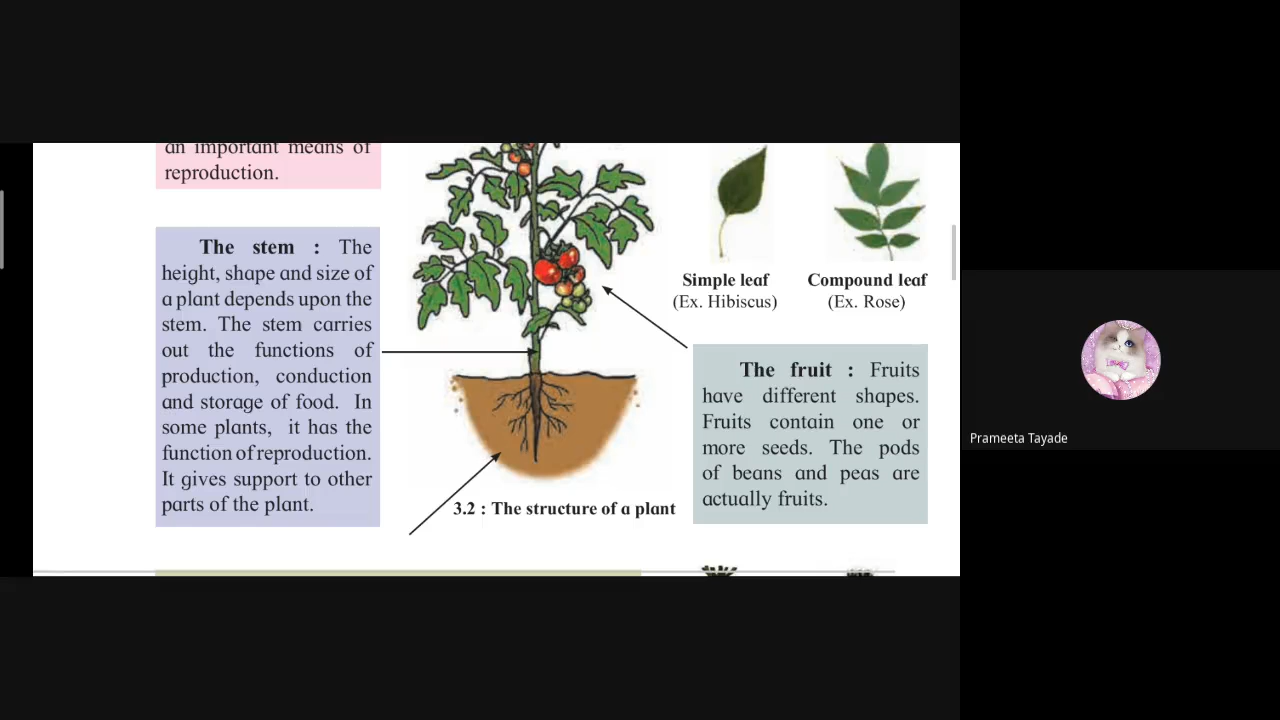 an important means of
reproduction.
The stem : The
height, shape and size of
a plant depends upon the
stem. The stem carries
out the functions of
production, conduction
and storage of food. In
some plants, it has the
function of reproduction.
It gives support to other
parts of the plant.
Simple leaf
(Ex. Hibiscus)
Compound leaf
(Ex. Rose)
The fruit : Fruits
have different shapes.
Fruits contain one or
more seeds. The pods
of beans and peas are
actually fruits.
3.2 : The structure of a plant
Prameeta Tayade